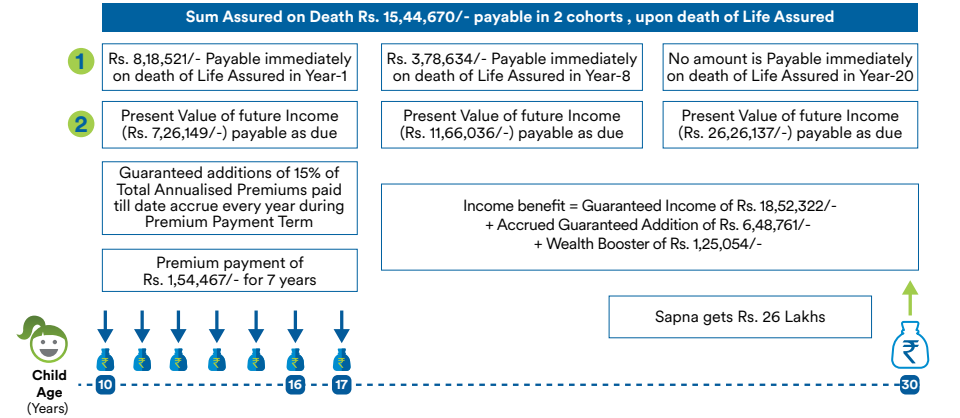 Sum Assured on Death Rs. 15,44,670/- payable in 2 cohorts , upon death of Life Assured
1
Rs. 8,18,521/- Payable immediately
on death of Life Assured in Year-1
Rs. 3,78,634/- Payable immediately
on death of Life Assured in Year-8
No amount is Payable immediately
on death of Life Assured in Year-20
2
Present Value of future Income
(Rs. 7,26,149/-) payable as due
Present Value of future Income
(Rs. 11,66,036/-) payable as due
Present Value of future Income
(Rs. 26,26,137/-) payable as due
Guaranteed additions of 15% of
Total Annualised Premiums paid
till date accrue every year during
Premium Payment Term
Income benefit = Guaranteed Income of Rs. 18,52,322/-
+ Accrued Guaranteed Addition of Rs. 6,48,761/-
+ Wealth Booster of Rs. 1,25,054/-
Premium payment of
Rs. 1,54,467/- for 7 years
Sapna gets Rs. 26 Lakhs
₹ ₹ ₹ ₹ ₹ ₹ ₹ ₹
Child
Age
(Years)
10 16 17 30